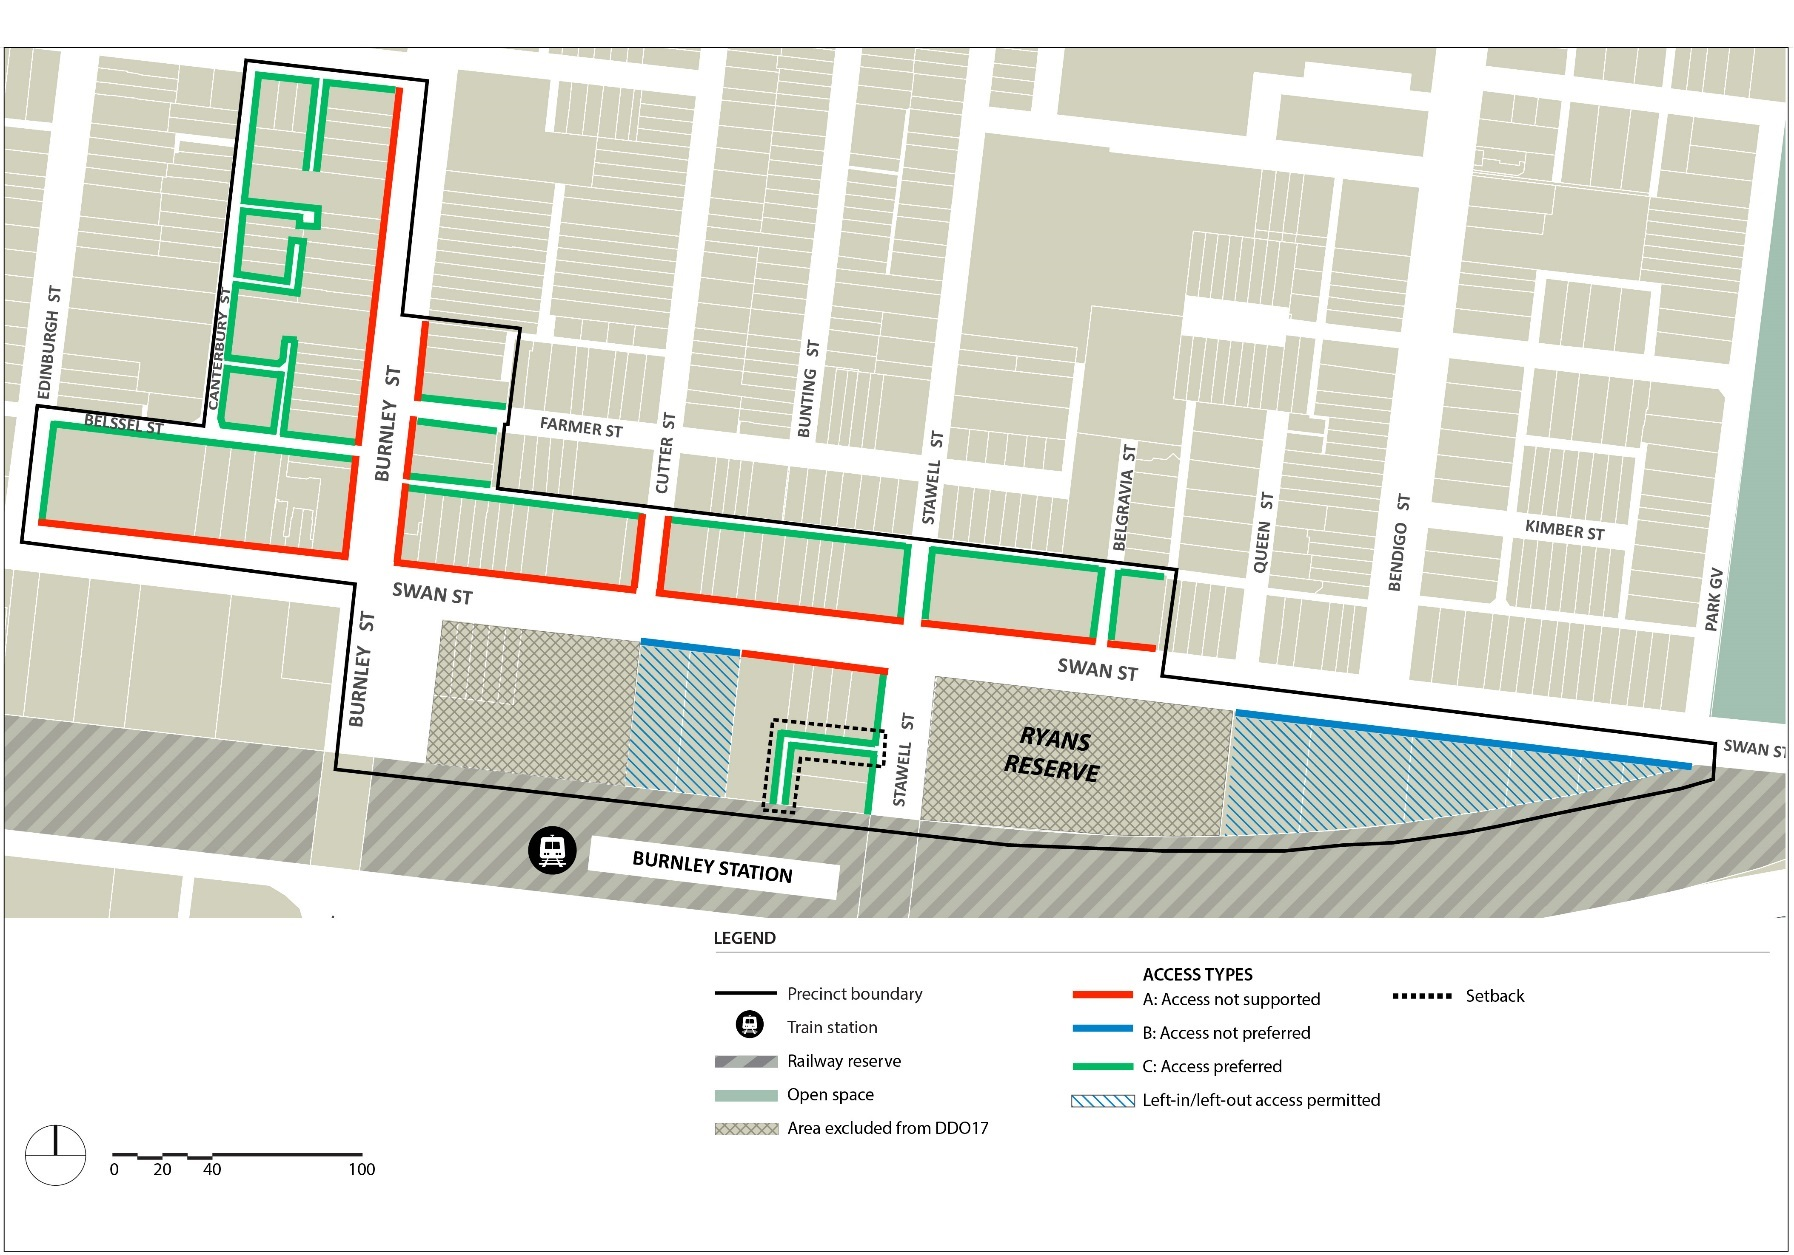 EDINBURGH ST
CANTERBURY ST
BELSSEL ST
BURNLEY ST
FARMER ST
CUTTER ST
BUNTING ST
STAWELL ST
BELGRAVIA ST
QUEEN ST
BENDIGO ST
KIMBER ST
PARK GV
SWAN ST
SWAN ST
SWAN ST
BURNLEY ST
STAWELL ST
RYANS
RESERVE
BURNLEY STATION
LEGEND
Precinct boundary
Train station
Railway reserve
Open space
Area excluded from DDO17
ACCESS TYPES
A: Access not supported
B: Access not preferred
C: Access preferred
Left-in/left-out access permitted
Setback
0 20 40 100